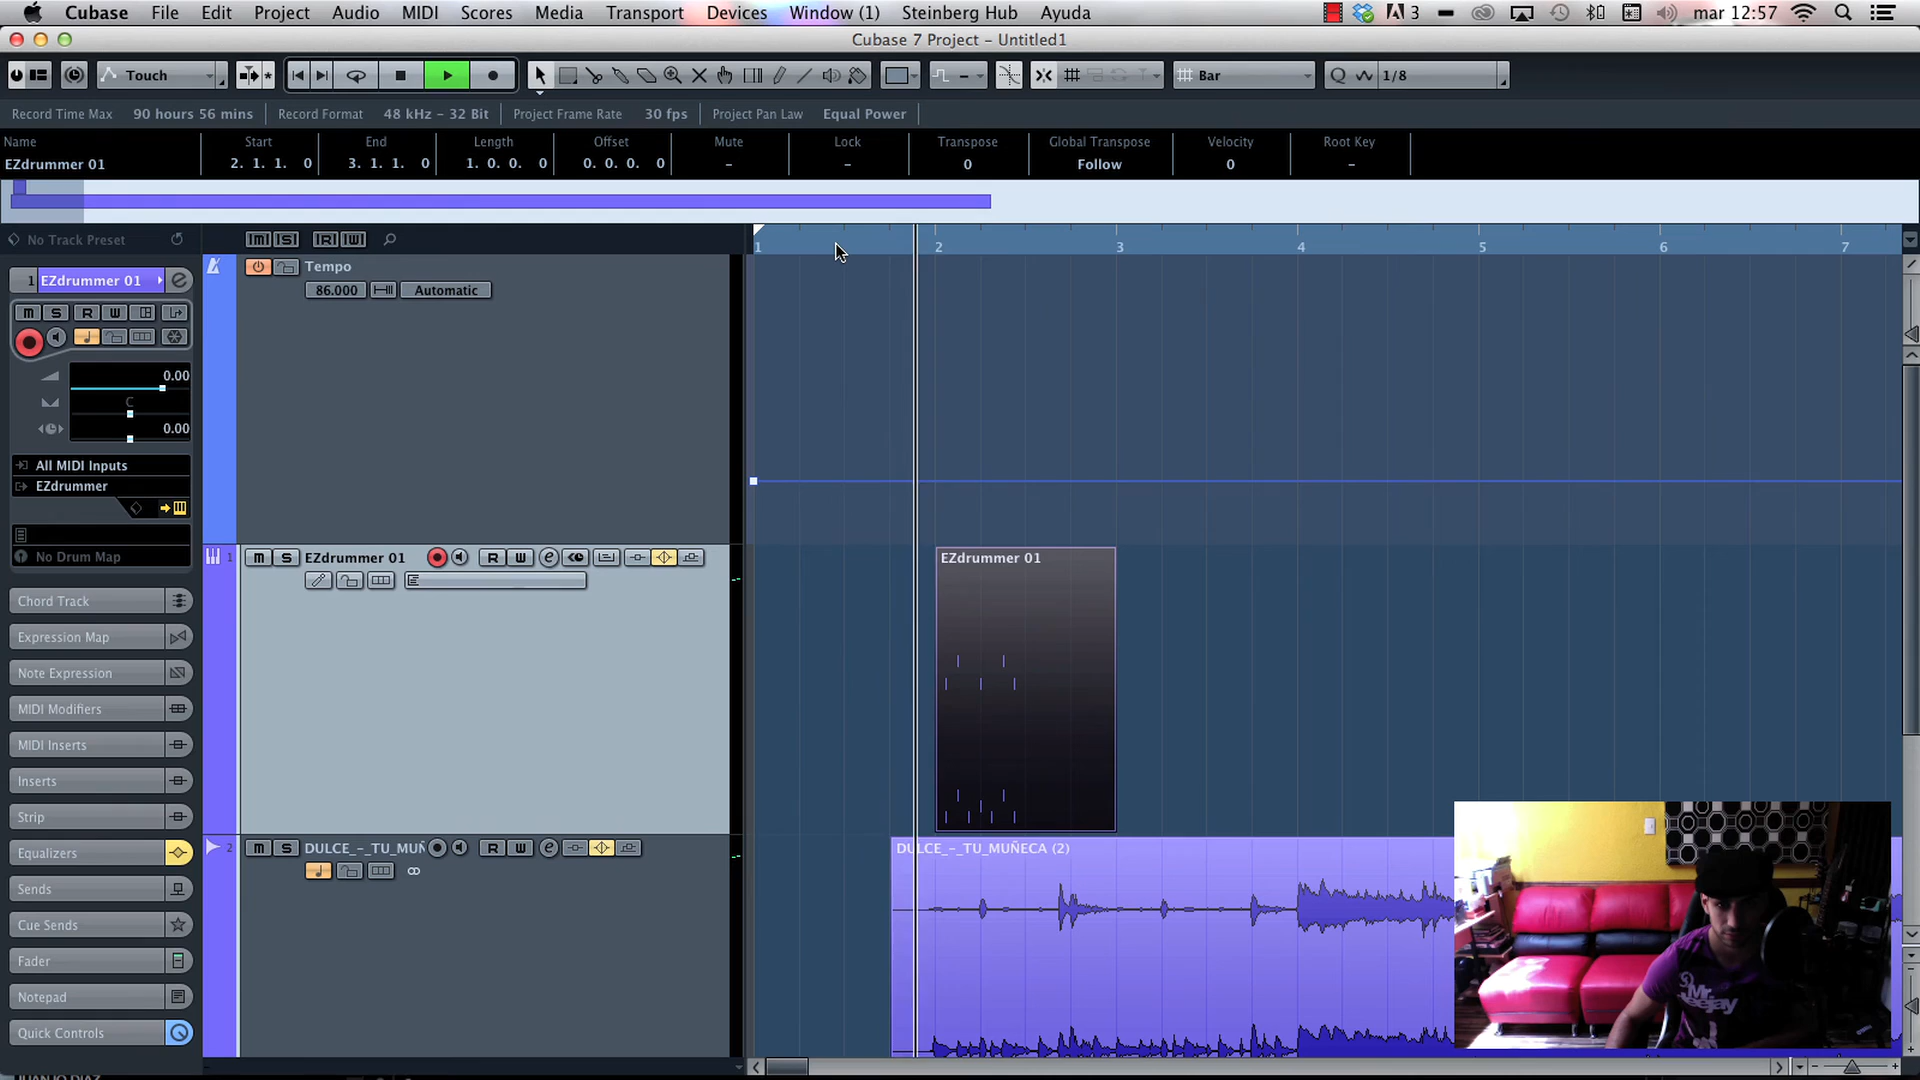 Cubase File Edit Project Audio MIDI Scores Media Transport Devices Window (1) Steinberg Hub Ayuda 3 mar 12:57
Cubase 7 Project - Untitled1
Touch Bar Q 1/8
Record Time Max 90 hours 56 mins Record Format 48 kHz - 32 Bit Project Frame Rate 30 fps Project Pan Law Equal Power
Name Start End Length Offset Mute Lock Transpose Global Transpose Velocity Root Key
EZdrummer 01 2. 1. 1. 0 3. 1. 1. 0 1. 0. 0. 0 0. 0. 0. 0 - - 0 Follow 0 -
No Track Preset M S R W
1 2 3 4 5 6 7
Tempo
86.000 Automatic
1 EZdrummer 01
M S R W
0.00
C
0.00
All MIDI Inputs
EZdrummer
No Drum Map
Chord Track
Expression Map
Note Expression
MIDI Modifiers
MIDI Inserts
Inserts
Strip
Equalizers
Sends
Cue Sends
Fader
Notepad
Quick Controls
1 M S EZdrummer 01 R W e
EZdrummer 01
2 M S DULCE_-_TU_MUÑ R W e
DULCE_-_TU_MUÑECA (2)
Mr. Deejay